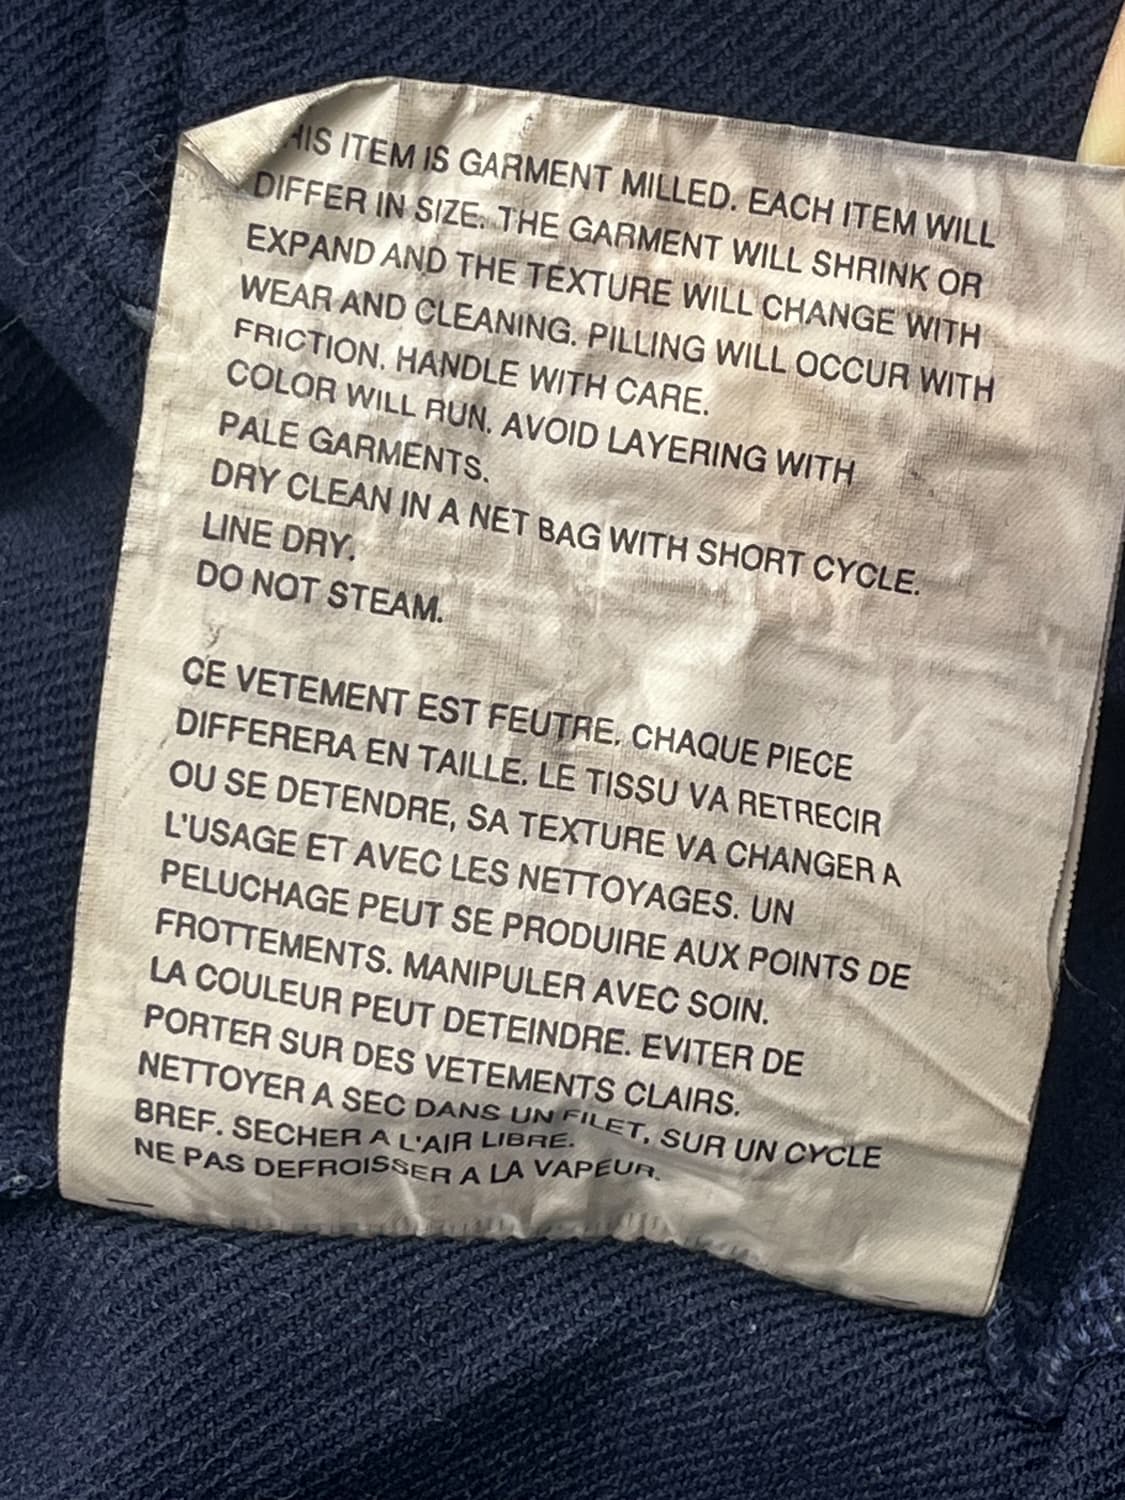 THIS ITEM IS GARMENT MILLED. EACH ITEM WILL
DIFFER IN SIZE. THE GARMENT WILL SHRINK OR
EXPAND AND THE TEXTURE WILL CHANGE WITH
WEAR AND CLEANING. PILLING WILL OCCUR WITH
FRICTION. HANDLE WITH CARE.
COLOR WILL RUN. AVOID LAYERING WITH
PALE GARMENTS.
DRY CLEAN IN A NET BAG WITH SHORT CYCLE.
LINE DRY.
DO NOT STEAM.
CE VETEMENT EST FEUTRE. CHAQUE PIECE
DIFFERERA EN TAILLE. LE TISSU VA RETRECIR
OU SE DETENDRE, SA TEXTURE VA CHANGER A
L'USAGE ET AVEC LES NETTOYAGES. UN
PELUCHAGE PEUT SE PRODUIRE AUX POINTS DE
FROTTEMENTS. MANIPULER AVEC SOIN.
LA COULEUR PEUT DETEINDRE. EVITER DE
PORTER SUR DES VETEMENTS CLAIRS.
NETTOYER A SEC DANS UN FILET, SUR UN CYCLE
BREF. SECHER A L'AIR LIBRE.
NE PAS DEFROISSER A LA VAPEUR.